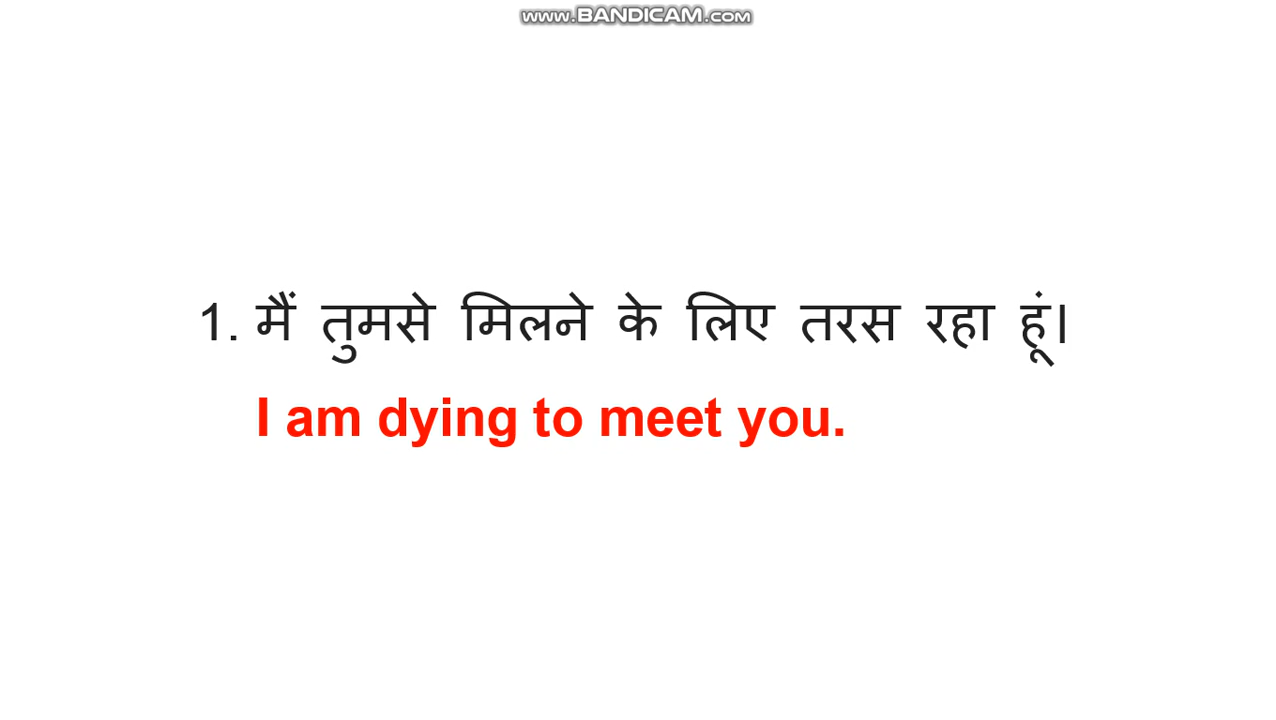 www.BANDICAM.com
1. मैं तुमसे मिलने के लिए तरस रहा हूं।
I am dying to meet you.